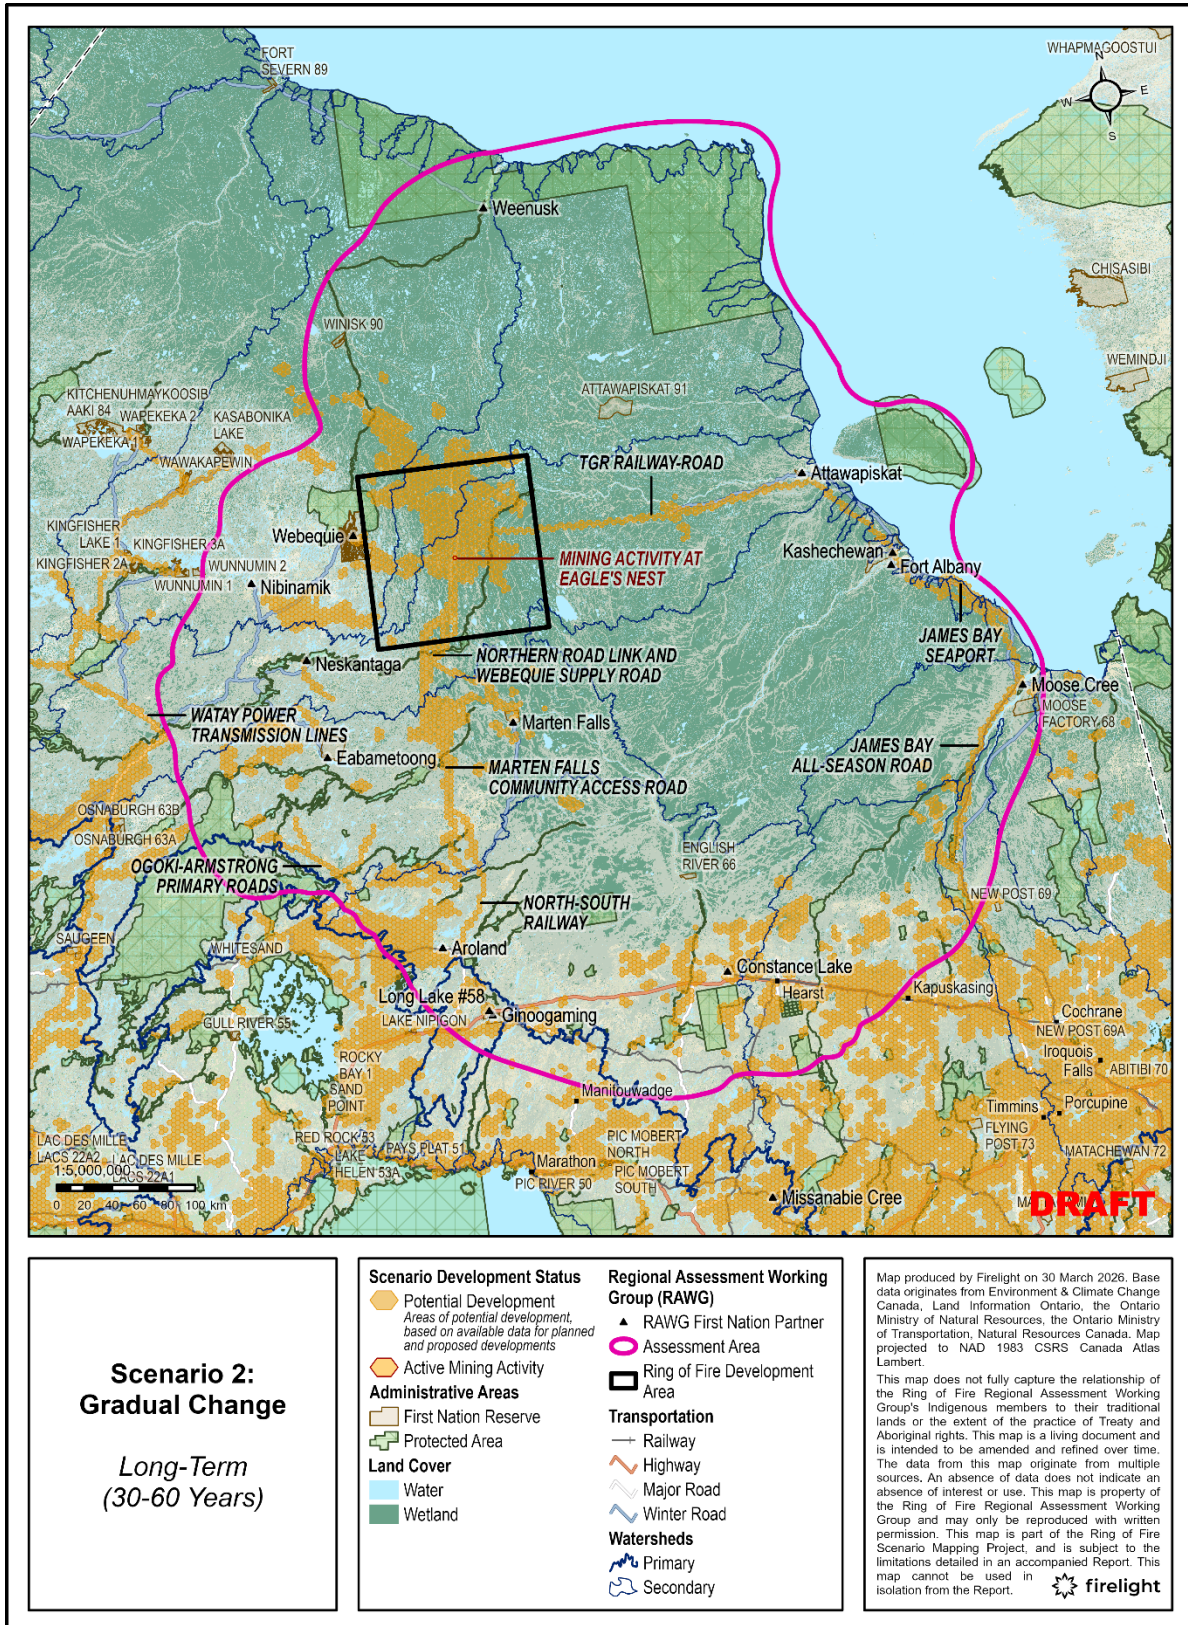 WHAPMAGOOSTUI
N
E
W
S
FORT
SEVERN 89
Weenusk
CHISASIBI
WINISK 90
WEMINDJI
ATTAWAPISKAT 91
KITCHENUHMAYKOOSIB
AAKI 84
WAPEKEKA 2
WAPEKEKA 1
KASABONIKA
LAKE
WAWAKAPEWIN
TGR RAILWAY-ROAD
Attawapiskat
KINGFISHER
LAKE 1
KINGFISHER 3A
KINGFISHER 2A
WUNNUMIN 2
WUNNUMIN 1
Webequie
Nibinamik
MINING ACTIVITY AT
EAGLE'S NEST
Kashechewan
Fort Albany
JAMES BAY
SEAPORT
Neskantaga
NORTHERN ROAD LINK AND
WEBEQUIE SUPPLY ROAD
Moose Cree
MOOSE
FACTORY 68
WATAY POWER
TRANSMISSION LINES
Marten Falls
Eabametoong
JAMES BAY
ALL-SEASON ROAD
MARTEN FALLS
COMMUNITY ACCESS ROAD
OSNABURGH 63B
OSNABURGH 63A
ENGLISH
RIVER 66
OGOKI-ARMSTRONG
PRIMARY ROADS
NORTH-SOUTH
RAILWAY
NEW POST 69
SAUGEEN
WHITESAND
Aroland
Constance Lake
Hearst
Kapuskasing
Long Lake #58
LAKE NIPIGON
Ginoogaming
GULL RIVER 55
Cochrane
NEW POST 69A
Iroquois
Falls
ABITIBI 70
ROCKY
BAY 1
SAND
POINT
Manitouwadge
Timmins
Porcupine
FLYING
POST 73
LAC DES MILLE
LACS 22A2
LAC DES MILLE
LACS 22A1
RED ROCK 53
LAKE
HELEN 53A
PAYS PLAT 51
PIC MOBERT
NORTH
PIC MOBERT
SOUTH
MATACHEWAN 72
Marathon
PIC RIVER 50
Missanabie Cree
1:5,000,000
0 20 40 60 80 100 km
DRAFT
Scenario 2:
Gradual Change
Long-Term
(30-60 Years)
Scenario Development Status
Potential Development
Areas of potential development,
based on available data for planned
and proposed developments
Active Mining Activity
Administrative Areas
First Nation Reserve
Protected Area
Land Cover
Water
Wetland
Regional Assessment Working
Group (RAWG)
RAWG First Nation Partner
Assessment Area
Ring of Fire Development
Area
Transportation
Railway
Highway
Major Road
Winter Road
Watersheds
Primary
Secondary
Map produced by Firelight on 30 March 2026. Base
data originates from Environment & Climate Change
Canada, Land Information Ontario, the Ontario
Ministry of Natural Resources, the Ontario Ministry
of Transportation, Natural Resources Canada. Map
projected to NAD 1983 CSRS Canada Atlas
Lambert.
This map does not fully capture the relationship of
the Ring of Fire Regional Assessment Working
Group's Indigenous members to their traditional
lands or the extent of the practice of Treaty and
Aboriginal rights. This map is a living document and
is intended to be amended and refined over time.
The data from this map originate from multiple
sources. An absence of data does not indicate an
absence of interest or use. This map is property of
the Ring of Fire Regional Assessment Working
Group and may only be reproduced with written
permission. This map is part of the Ring of Fire
Scenario Mapping Project, and is subject to the
limitations detailed in an accompanied Report. This
map cannot be used in
isolation from the Report.
firelight